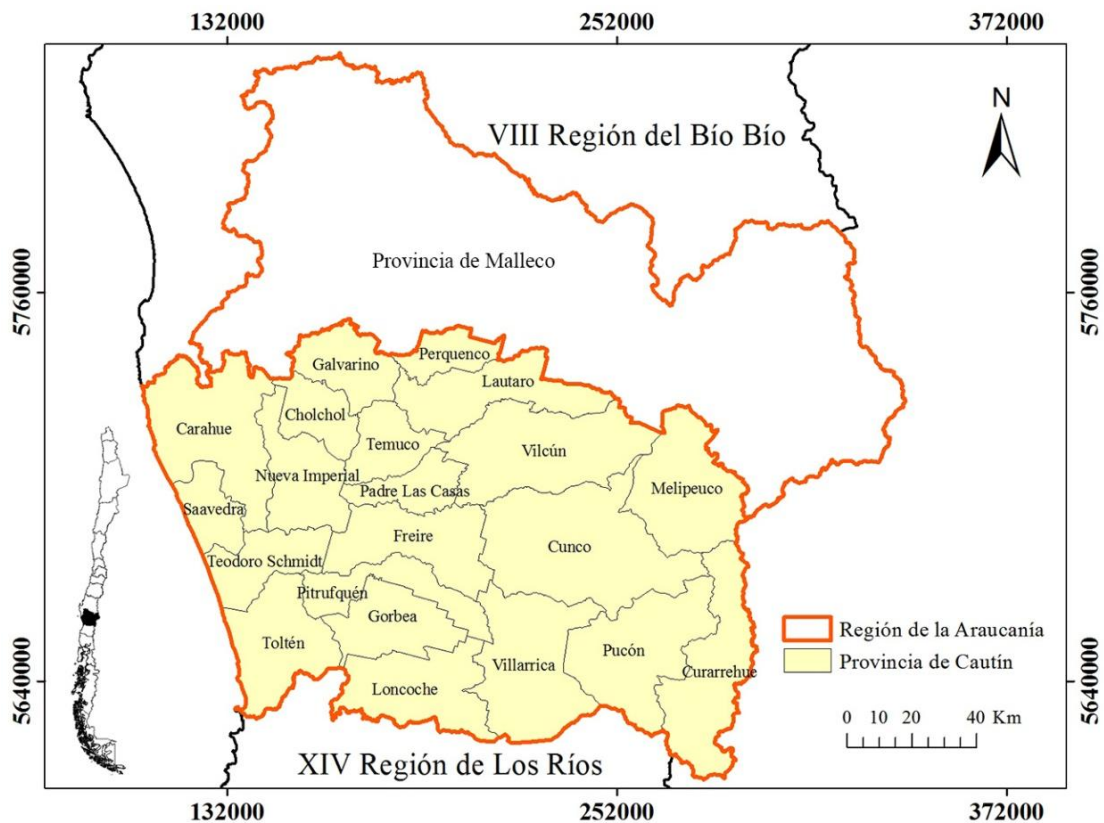 132000 252000 372000
N
VIII Región del Bío Bío
Provincia de Malleco
5760000 5760000
Perquenco
Galvarino
Lautaro
Cholchol
Carahue
Temuco
Vilcún
Nueva Imperial
Padre Las Casas
Melipeuco
Saavedra
Freire
Cunco
Teodoro Schmidt
Pitrufquén
Gorbea
Región de la Araucanía
Toltén
Pucón
Villarrica
Provincia de Cautín
Curarrehue
Loncoche
5640000 5640000
0 10 20 40 Km
XIV Región de Los Ríos
132000 252000 372000